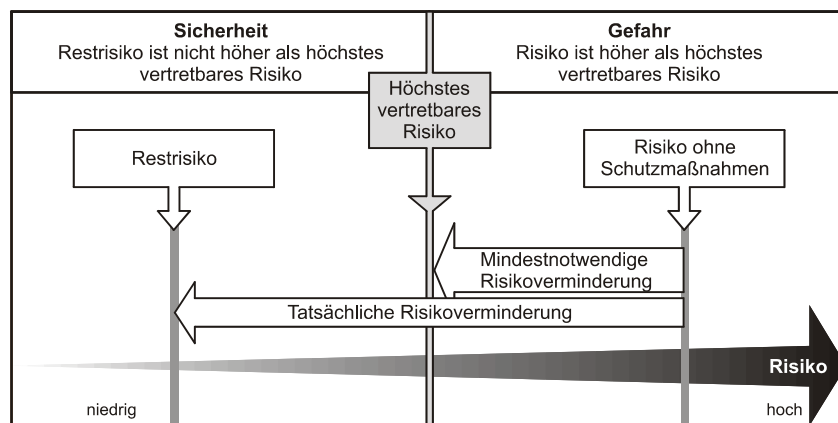 Sicherheit
Restrisiko ist nicht höher als höchstes
vertretbares Risiko
Gefahr
Risiko ist höher als höchstes
vertretbares Risiko
Höchstes
vertretbares
Risiko
Restrisiko
Risiko ohne
Schutzmaßnahmen
Mindestnotwendige
Risikoverminderung
Tatsächliche Risikoverminderung
Risiko
niedrig
hoch